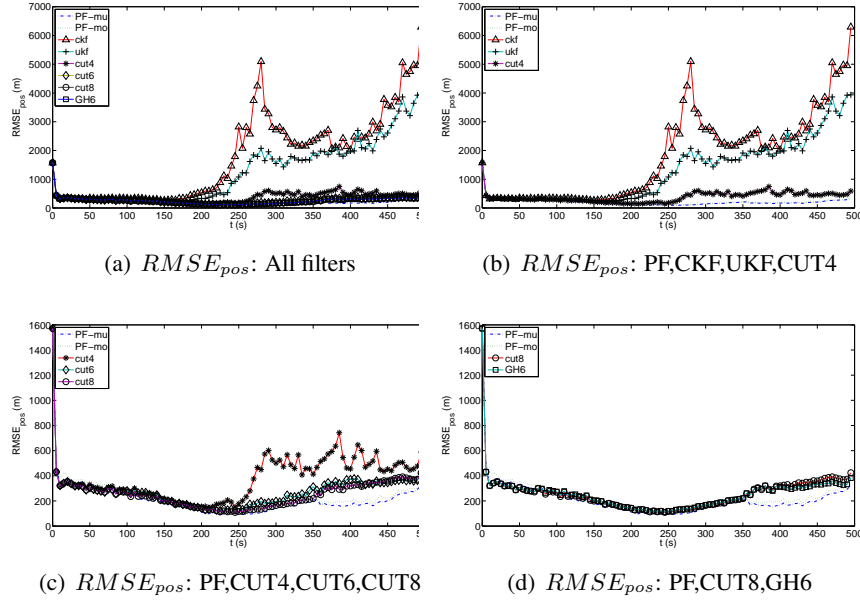 7000
6000
5000
4000
3000
2000
1000
0
RMSE_pos (m)
PF−mu
PF−mo
ckf
ukf
cut4
cut6
cut8
GH6
0 50 100 150 200 250 300 350 400 450 50
t (s)
(a) RMSE_pos: All filters
7000
6000
5000
4000
3000
2000
1000
0
RMSE_pos (m)
PF−mu
PF−mo
ckf
ukf
cut4
0 50 100 150 200 250 300 350 400 450 500
t (s)
(b) RMSE_pos: PF,CKF,UKF,CUT4
1600
1400
1200
1000
800
600
400
200
0
RMSE_pos (m)
PF−mu
PF−mo
cut4
cut6
cut8
0 50 100 150 200 250 300 350 400 450 50
t (s)
(c) RMSE_pos: PF,CUT4,CUT6,CUT8
1600
1400
1200
1000
800
600
400
200
0
RMSE_pos (m)
PF−mu
PF−mo
cut8
GH6
0 50 100 150 200 250 300 350 400 450 500
t (s)
(d) RMSE_pos: PF,CUT8,GH6